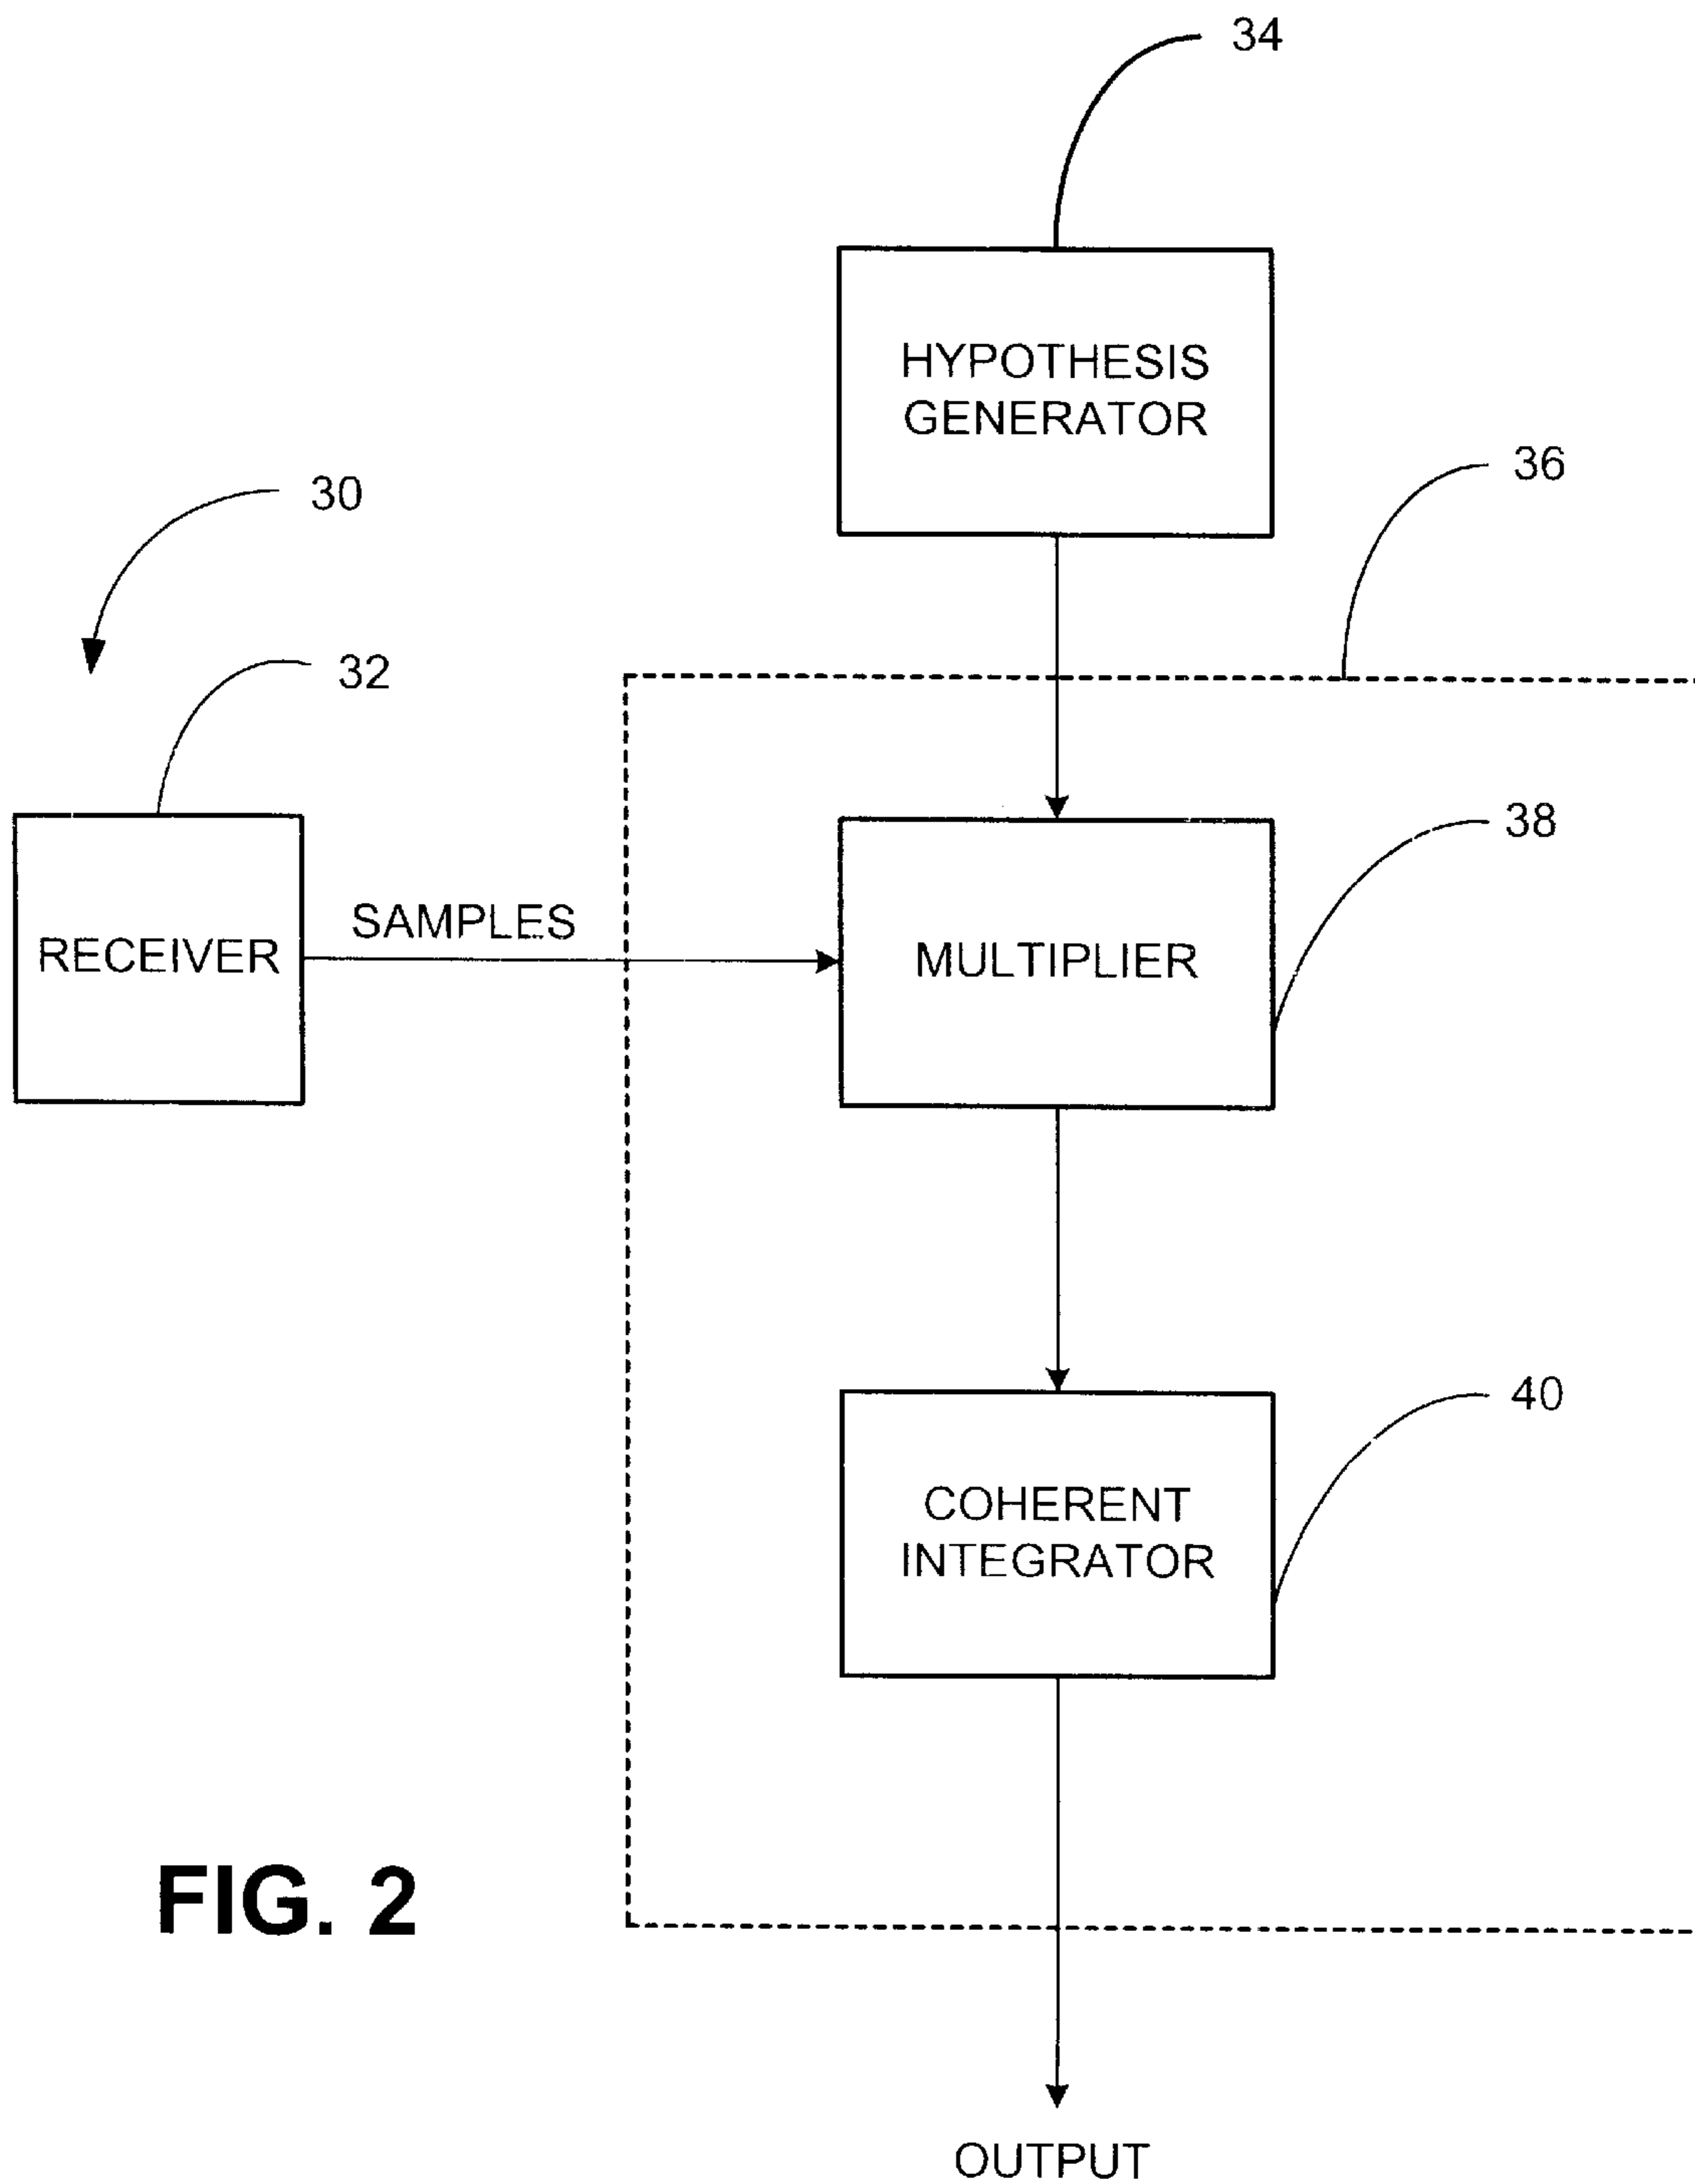 34
HYPOTHESIS
GENERATOR
36
30
32
38
RECEIVER
SAMPLES
MULTIPLIER
40
COHERENT
INTEGRATOR
FIG. 2
OUTPUT